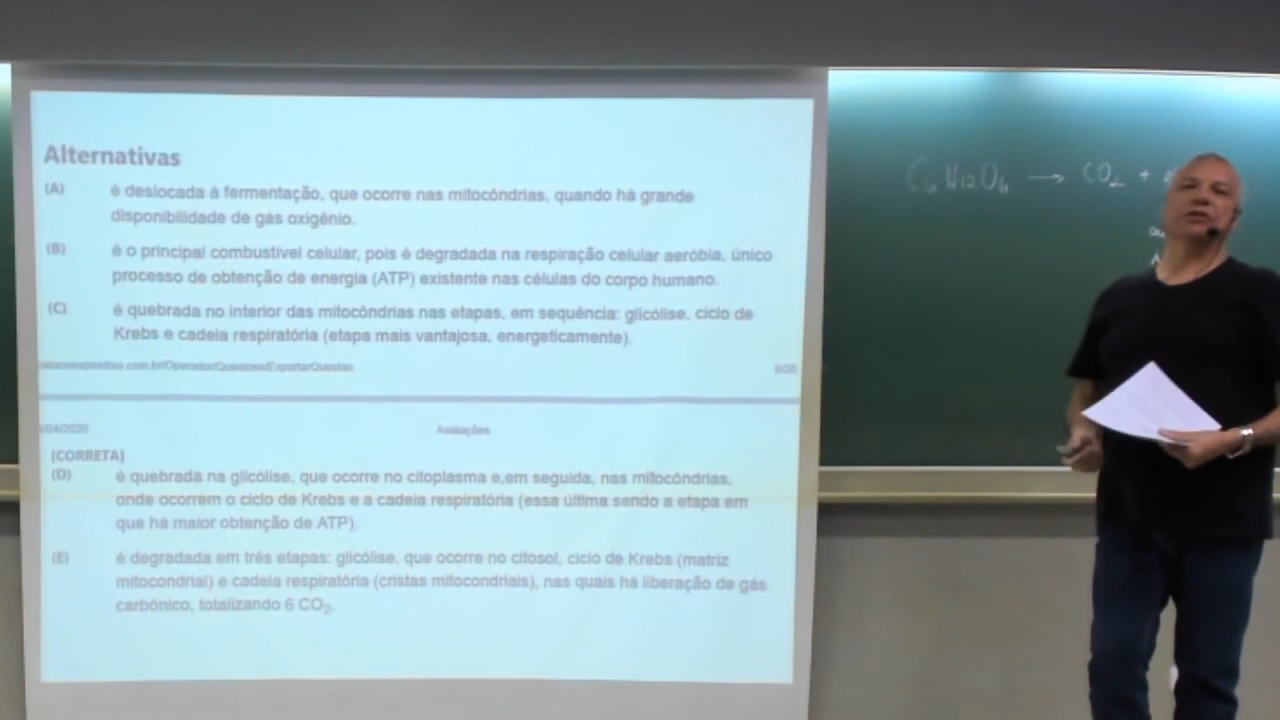 Alternativas
(A) é deslocada à fermentação, que ocorre nas mitocôndrias, quando há grande
disponibilidade de gás oxigênio.
(B) é o principal combustível celular, pois é degradada na respiração celular aeróbia, único
processo de obtenção de energia (ATP) existente nas células do corpo humano.
(C) é quebrada no interior das mitocôndrias nas etapas, em sequência: glicólise, ciclo de
Krebs e cadeia respiratória (etapa mais vantajosa, energeticamente).
/04/2020 Avaliações
[CORRETA]
(D) é quebrada na glicólise, que ocorre no citoplasma e,em seguida, nas mitocôndrias,
onde ocorrem o ciclo de Krebs e a cadeia respiratória (essa última sendo a etapa em
que há maior obtenção de ATP).
(E) é degradada em três etapas: glicólise, que ocorre no citosol, ciclo de Krebs (matriz
mitocondrial) e cadeia respiratória (cristas mitocondriais), nas quais há liberação de gás
carbônico, totalizando 6 CO₂.
C₆H₁₂O₆ → CO₂ +